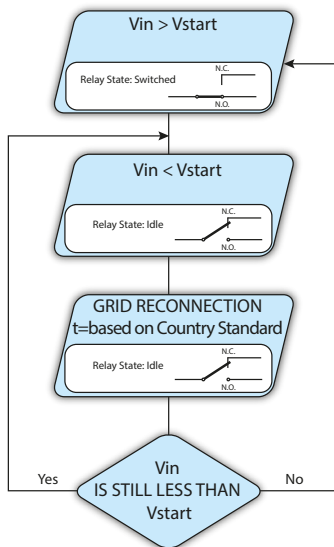 Vin > Vstart
N.C.
Relay State: Switched
N.O.
Vin < Vstart
N.C.
Relay State: Idle
N.O.
GRID RECONNECTION
t=based on Country Standard
N.C.
Relay State: Idle
N.O.
Yes
No
Vin
IS STILL LESS THAN
Vstart